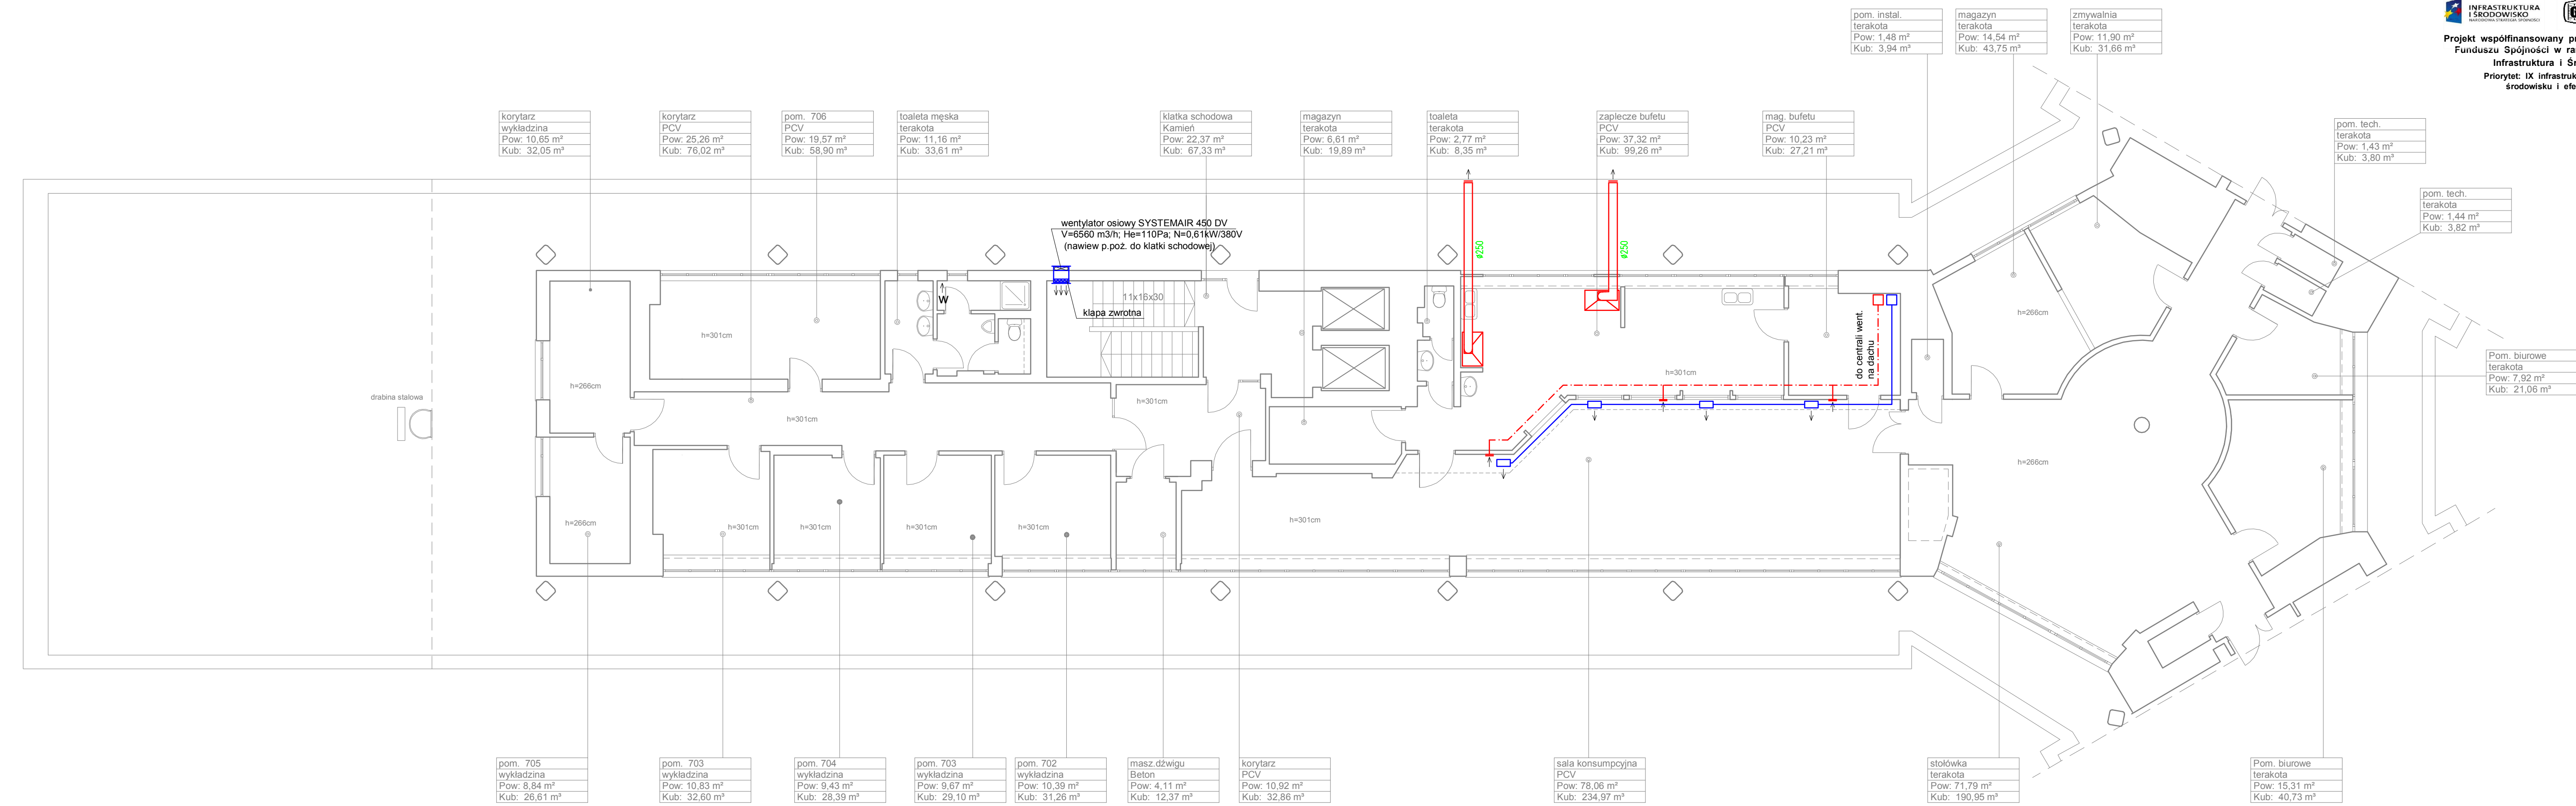 INFRASTRUKTURA
I ŚRODOWISKO
NARODOWA STRATEGIA SPÓJNOŚCI
Projekt współfinansowany pr
Funduszu Spójności w ra
Infrastruktura i Śr
Priorytet: IX infrastruk
środowisku i efe
pom. instal.
terakota
Pow: 1,48 m²
Kub: 3,94 m³
magazyn
terakota
Pow: 14,54 m²
Kub: 43,75 m³
zmywalnia
terakota
Pow: 11,90 m²
Kub: 31,66 m³
korytarz
wykładzina
Pow: 10,65 m²
Kub: 32,05 m³
korytarz
PCV
Pow: 25,26 m²
Kub: 76,02 m³
pom. 706
PCV
Pow: 19,57 m²
Kub: 58,90 m³
toaleta męska
terakota
Pow: 11,16 m²
Kub: 33,61 m³
klatka schodowa
Kamień
Pow: 22,37 m²
Kub: 67,33 m³
magazyn
terakota
Pow: 6,61 m²
Kub: 19,89 m³
toaleta
terakota
Pow: 2,77 m²
Kub: 8,35 m³
zaplecze bufetu
PCV
Pow: 37,32 m²
Kub: 99,26 m³
mag. bufetu
PCV
Pow: 10,23 m²
Kub: 27,21 m³
pom. tech.
terakota
Pow: 1,43 m²
Kub: 3,80 m³
pom. tech.
terakota
Pow: 1,44 m²
Kub: 3,82 m³
wentylator osiowy SYSTEMAIR 450 DV
V=6560 m3/h; He=110Pa; N=0,61kW/380V
(nawiew p.poż. do klatki schodowej)
ø250
ø250
W
11x16x30
klapa zwrotna
h=301cm
h=266cm
h=301cm
h=301cm
h=301cm
do centrali went.
na dachu
h=266cm
drabina stalowa
Pom. biurowe
terakota
Pow: 7,92 m²
Kub: 21,06 m³
h=266cm
h=266cm
h=301cm
h=301cm
h=301cm
h=301cm
h=301cm
pom. 705
wykładzina
Pow: 8,84 m²
Kub: 26,61 m³
pom. 703
wykładzina
Pow: 10,83 m²
Kub: 32,60 m³
pom. 704
wykładzina
Pow: 9,43 m²
Kub: 28,39 m³
pom. 703
wykładzina
Pow: 9,67 m²
Kub: 29,10 m³
pom. 702
wykładzina
Pow: 10,39 m²
Kub: 31,26 m³
masz.dźwigu
Beton
Pow: 4,11 m²
Kub: 12,37 m³
korytarz
PCV
Pow: 10,92 m²
Kub: 32,86 m³
sala konsumpcyjna
PCV
Pow: 78,06 m²
Kub: 234,97 m³
stołówka
terakota
Pow: 71,79 m²
Kub: 190,95 m³
Pom. biurowe
terakota
Pow: 15,31 m²
Kub: 40,73 m³